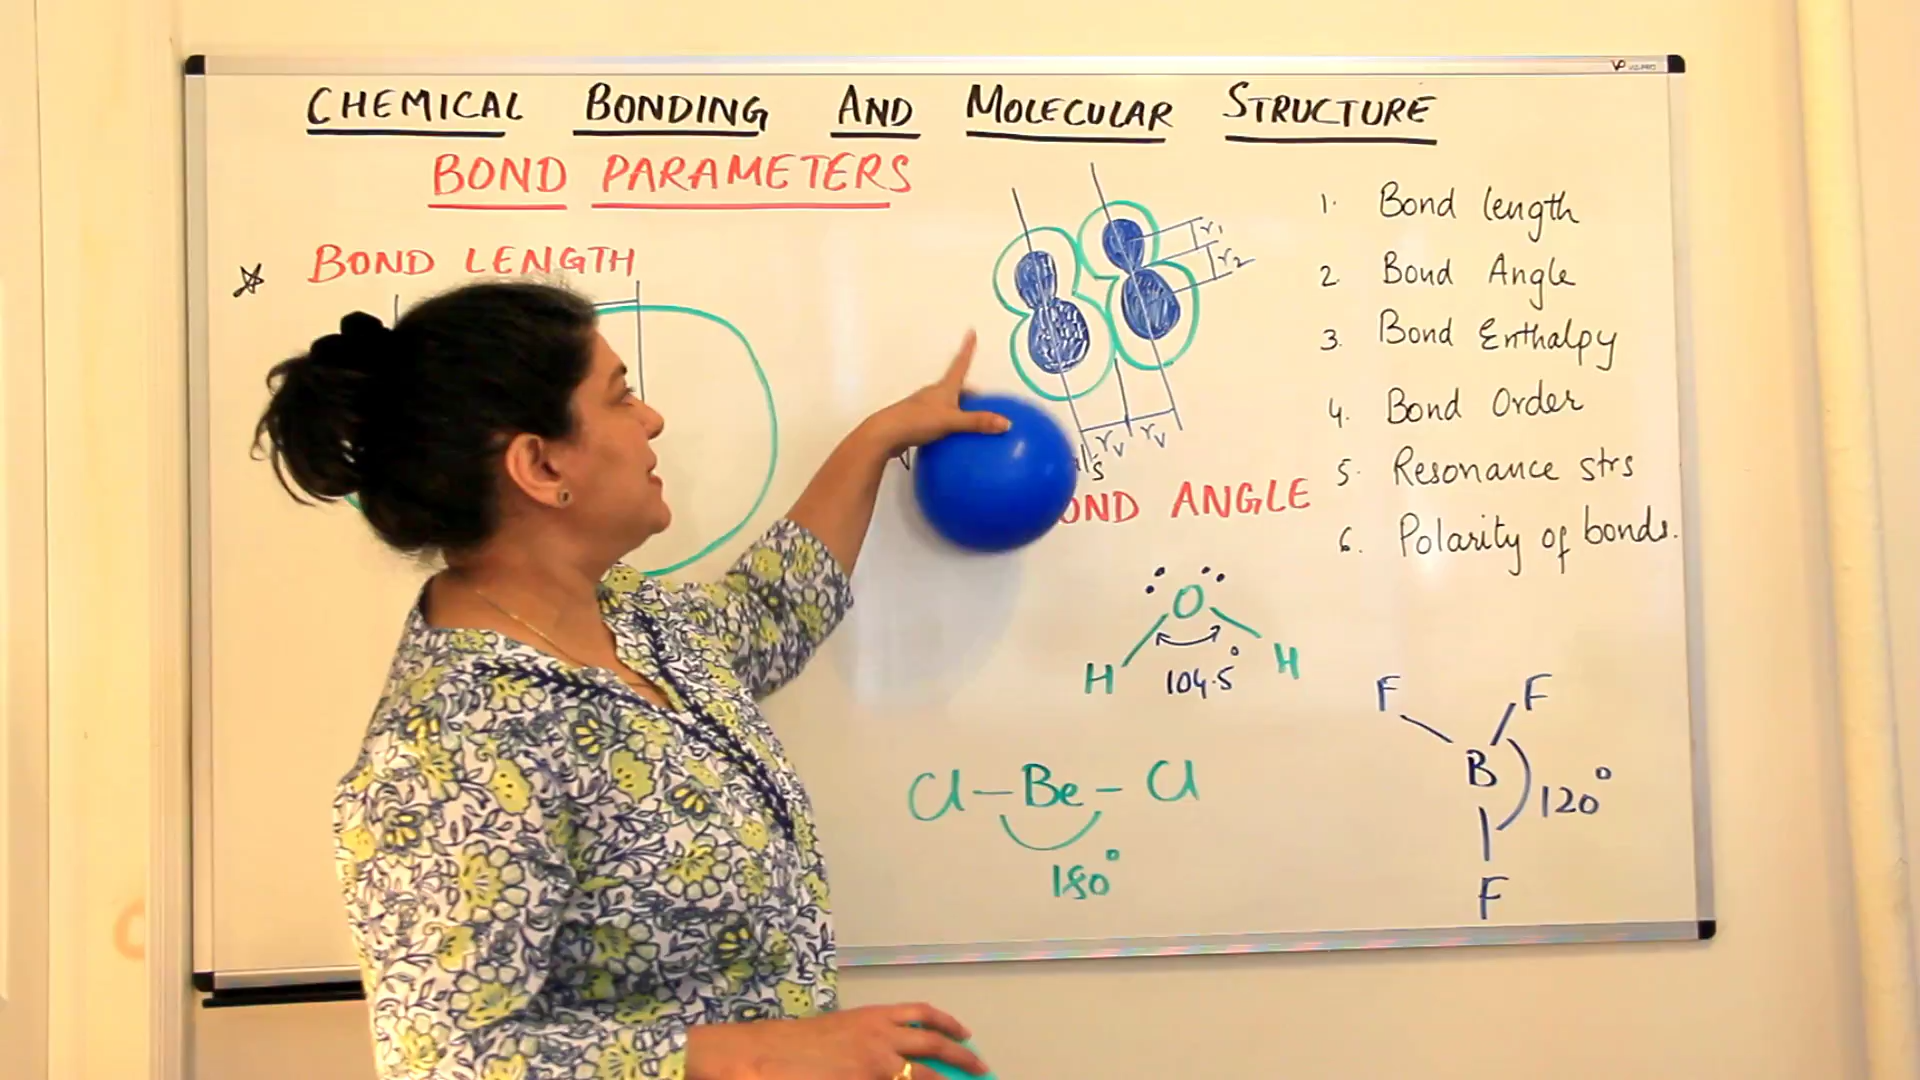 CHEMICAL BONDING AND MOLECULAR STRUCTURE
BOND PARAMETERS
BOND LENGTH
r1
r2
rv rv
OND ANGLE
1. Bond length
2. Bond Angle
3. Bond Enthalpy
4. Bond Order
5. Resonance strs
6. Polarity of bonds.
O
H H
104.5°
Cl – Be – Cl
180°
F F
B
120°
F